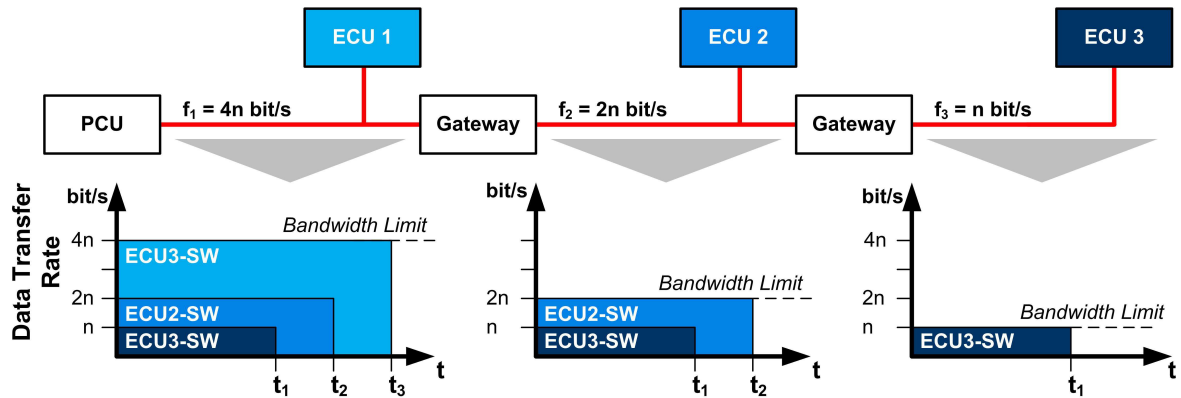 ECU 1
ECU 2
ECU 3
PCU
f1 = 4n bit/s
Gateway
f2 = 2n bit/s
Gateway
f3 = n bit/s
Data Transfer
Rate
bit/s
4n
2n
n
Bandwidth Limit
ECU3-SW
ECU2-SW
ECU3-SW
t1
t2
t3
t
bit/s
2n
n
Bandwidth Limit
ECU2-SW
ECU3-SW
t1
t2
t
bit/s
4n
2n
n
Bandwidth Limit
ECU3-SW
t1
t